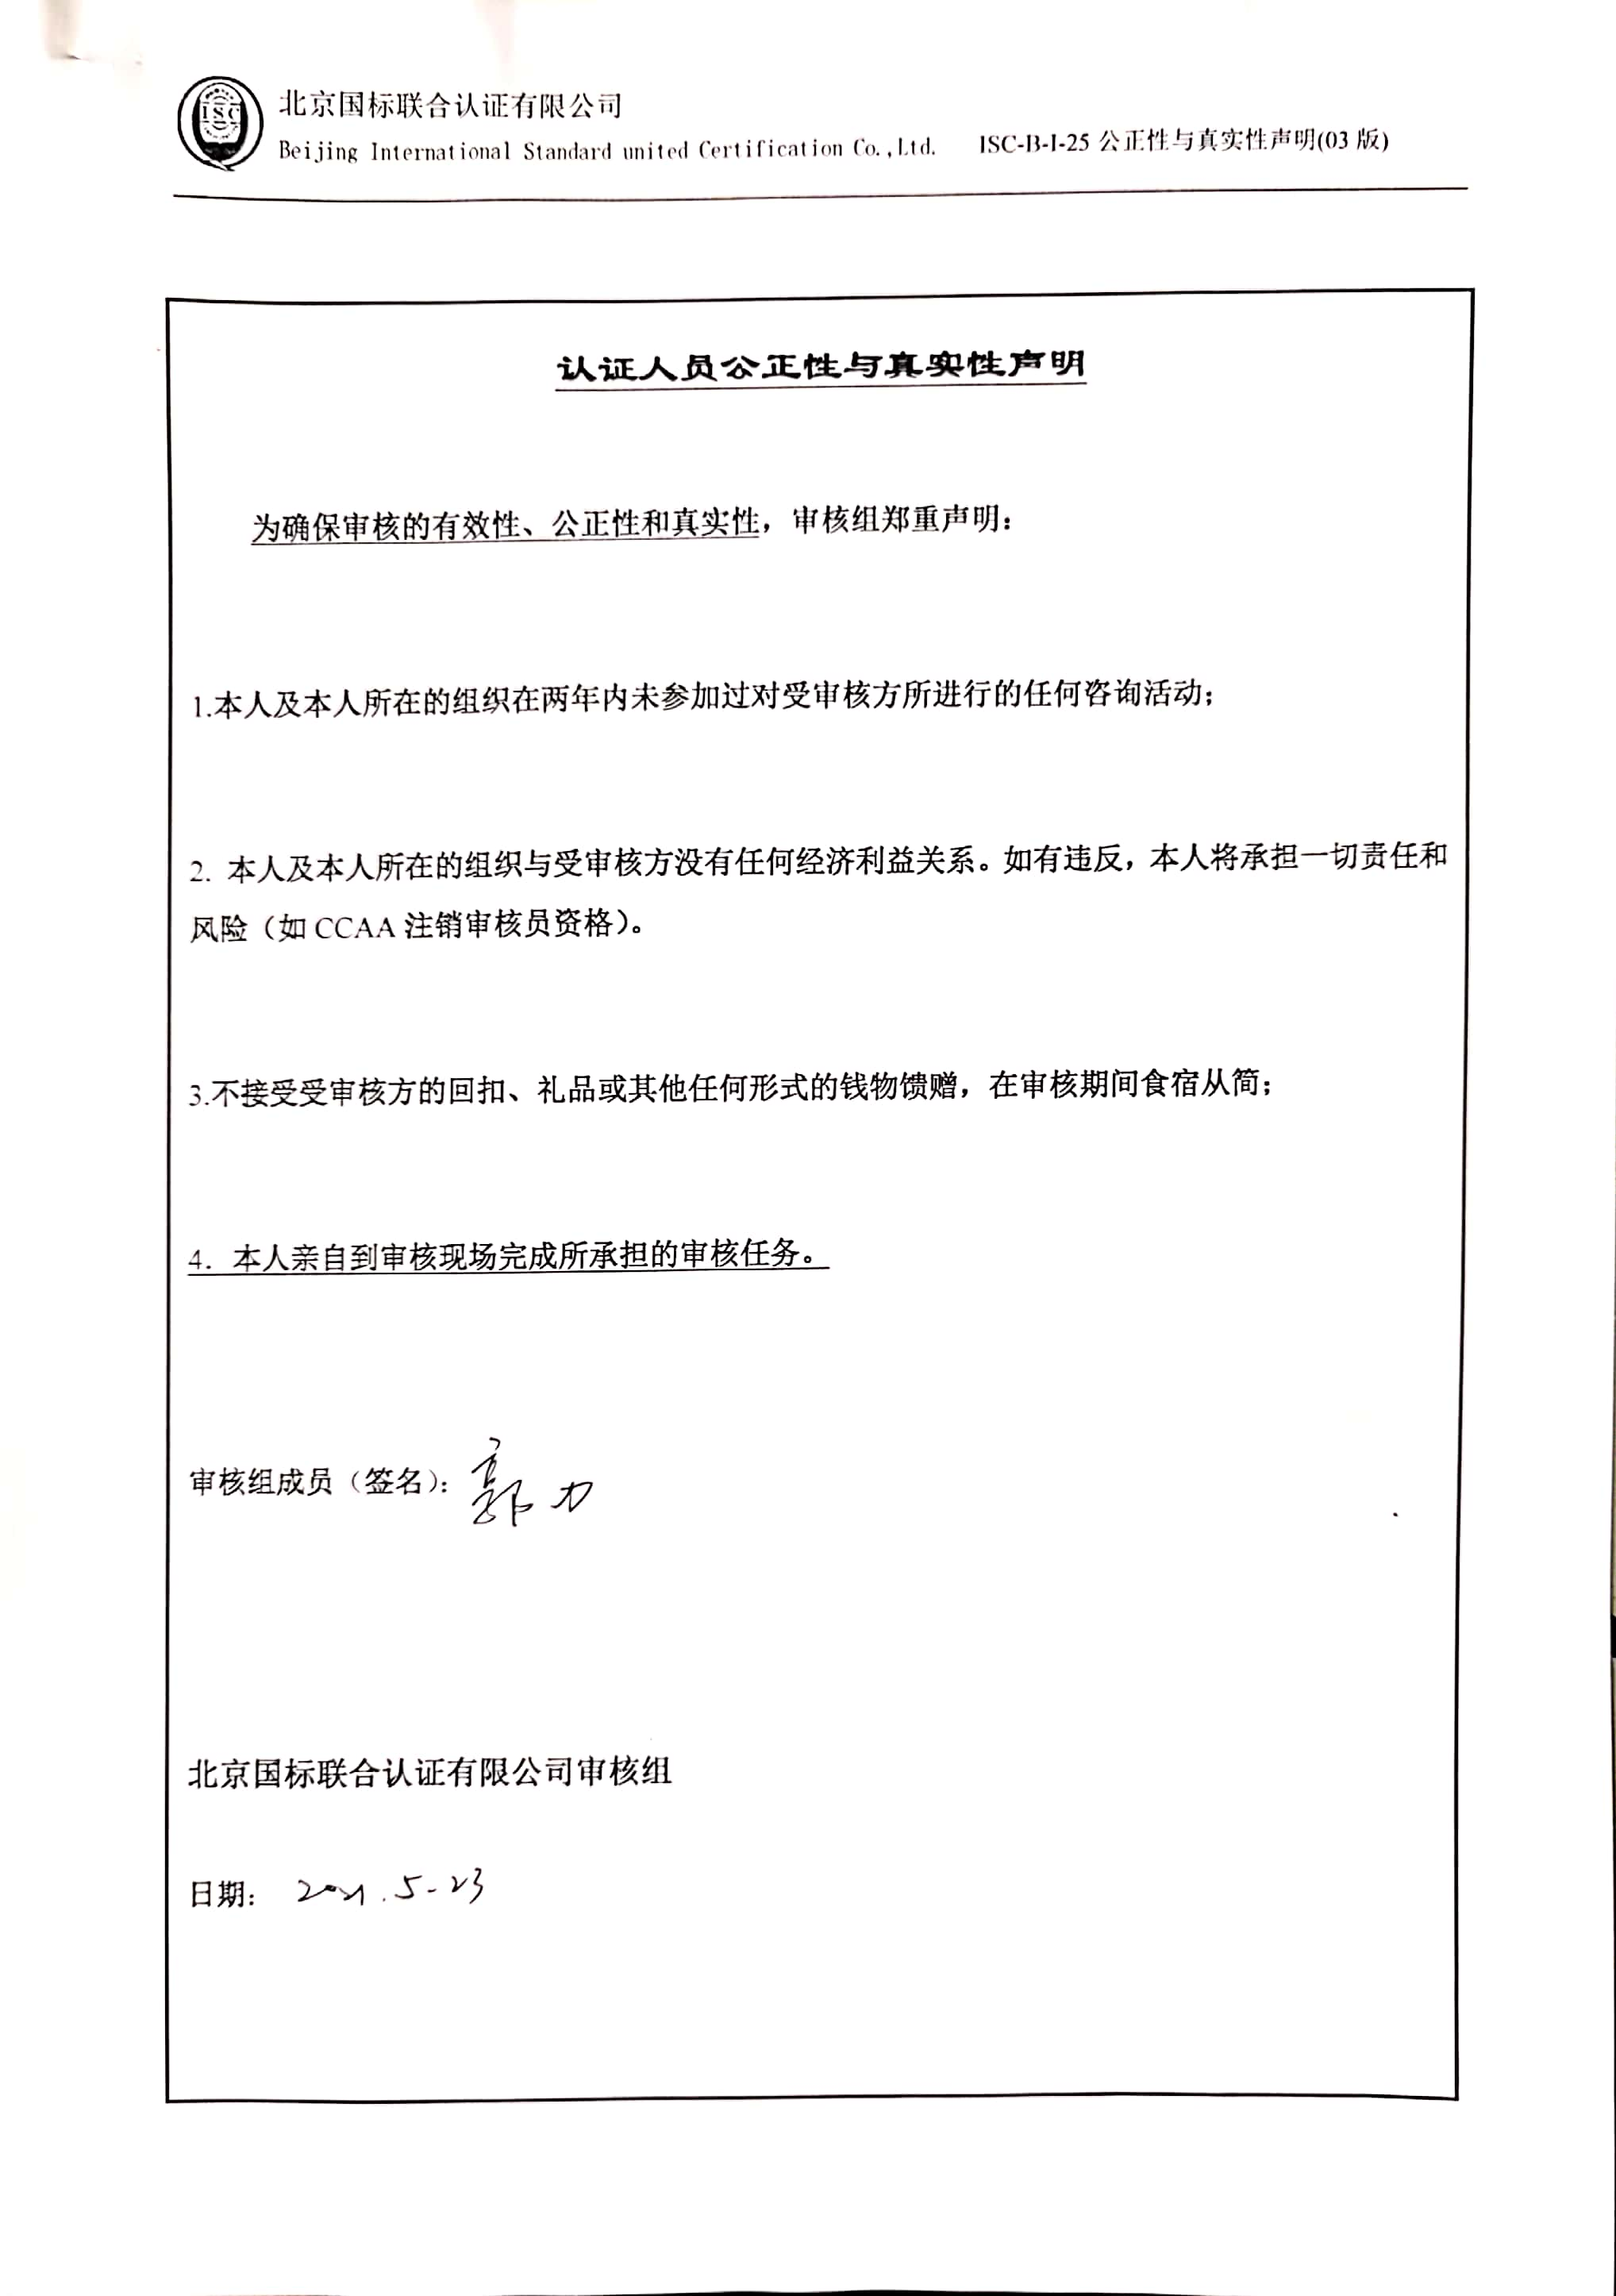 ISC
北京国标联合认证有限公司
Beijing International Standard united Certification Co.,Ltd. ISC-B-I-25 公正性与真实性声明(03 版)
认证人员公正性与真实性声明
为确保审核的有效性、公正性和真实性，审核组郑重声明：
1.本人及本人所在的组织在两年内未参加过对受审核方所进行的任何咨询活动；
2. 本人及本人所在的组织与受审核方没有任何经济利益关系。如有违反，本人将承担一切责任和
风险（如 CCAA 注销审核员资格）。
3.不接受受审核方的回扣、礼品或其他任何形式的钱物馈赠，在审核期间食宿从简；
4. 本人亲自到审核现场完成所承担的审核任务。
审核组成员（签名）：郭力
北京国标联合认证有限公司审核组
日期： 2021.5-23